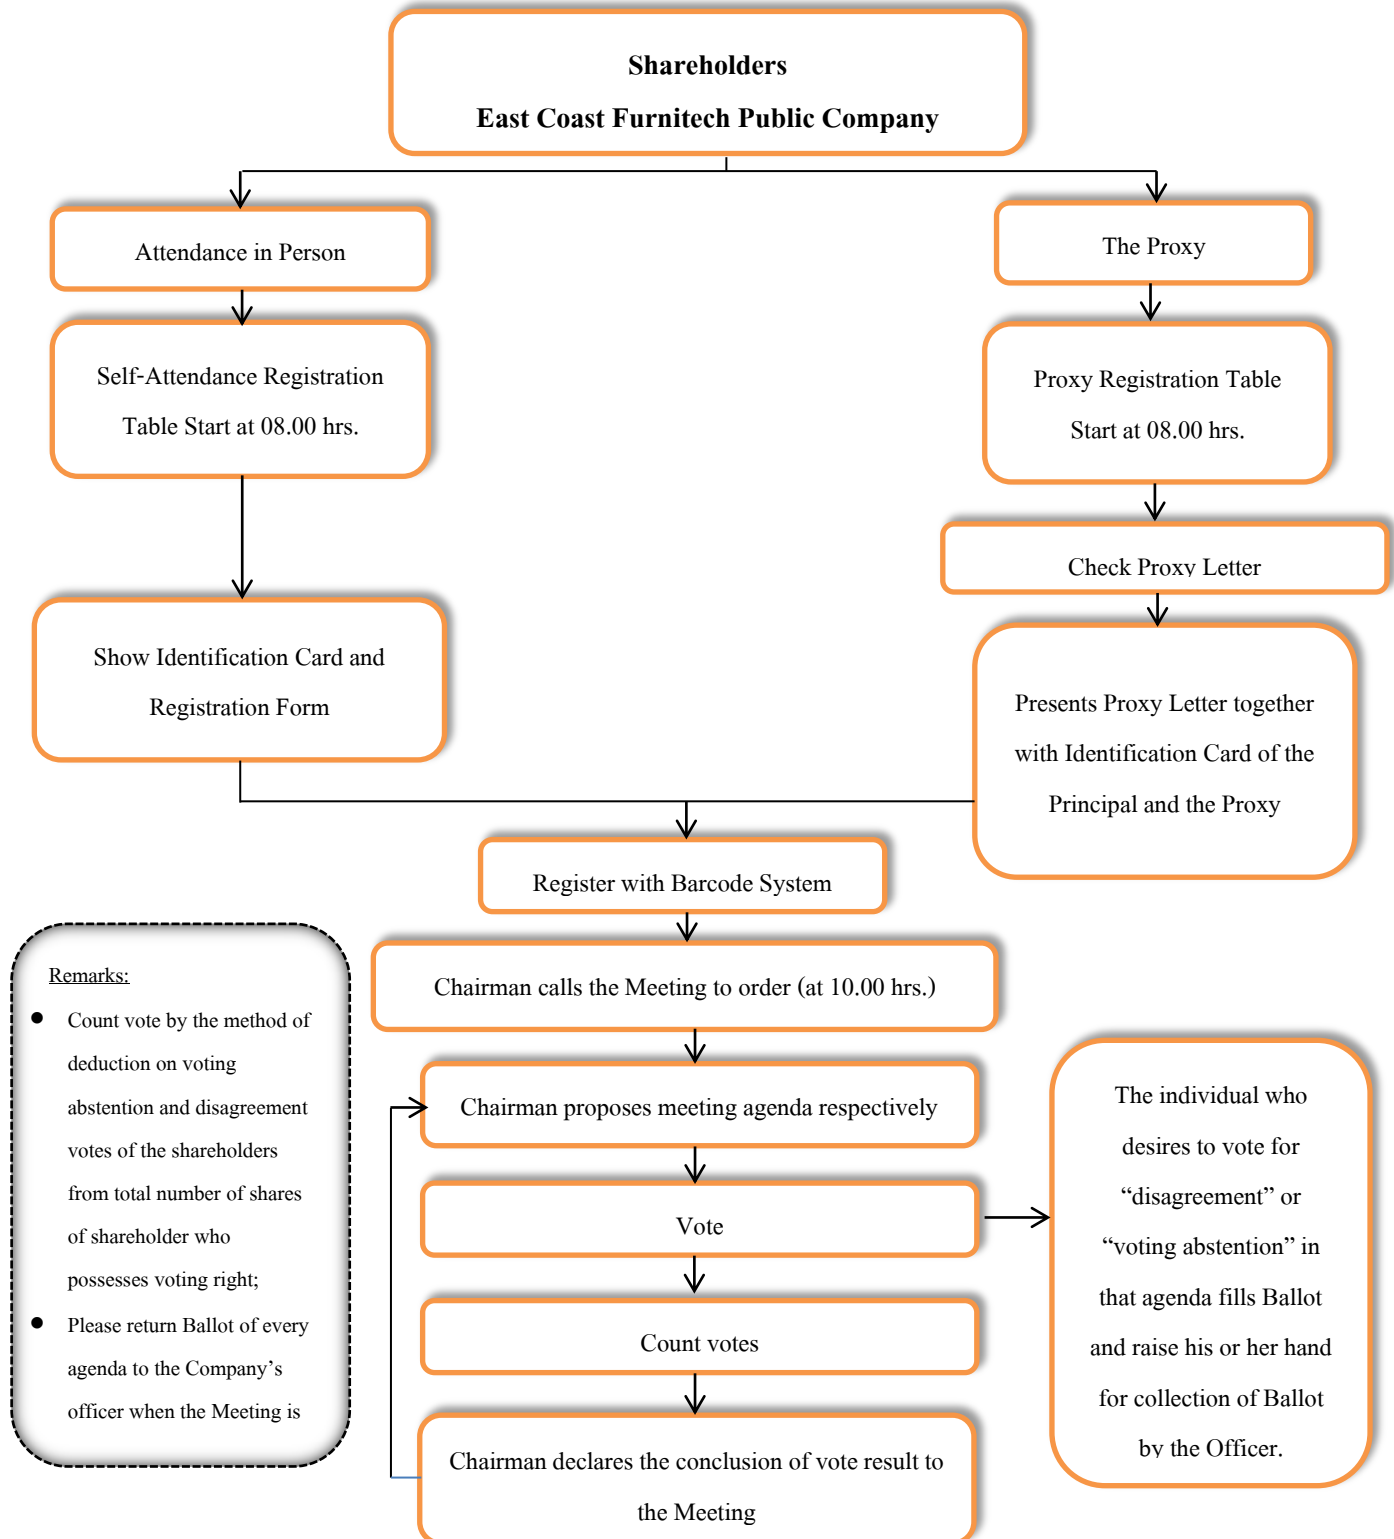 Shareholders
East Coast Furnitech Public Company
Attendance in Person
The Proxy
Self-Attendance Registration
Table Start at 08.00 hrs.
Proxy Registration Table
Start at 08.00 hrs.
Check Proxy Letter
Show Identification Card and
Registration Form
Presents Proxy Letter together
with Identification Card of the
Principal and the Proxy
Register with Barcode System
Chairman calls the Meeting to order (at 10.00 hrs.)
Chairman proposes meeting agenda respectively
Vote
Count votes
Chairman declares the conclusion of vote result to
the Meeting
Remarks:
● Count vote by the method of
deduction on voting
abstention and disagreement
votes of the shareholders
from total number of shares
of shareholder who
possesses voting right;
● Please return Ballot of every
agenda to the Company’s
officer when the Meeting is
The individual who
desires to vote for
“disagreement” or
“voting abstention” in
that agenda fills Ballot
and raise his or her hand
for collection of Ballot
by the Officer.